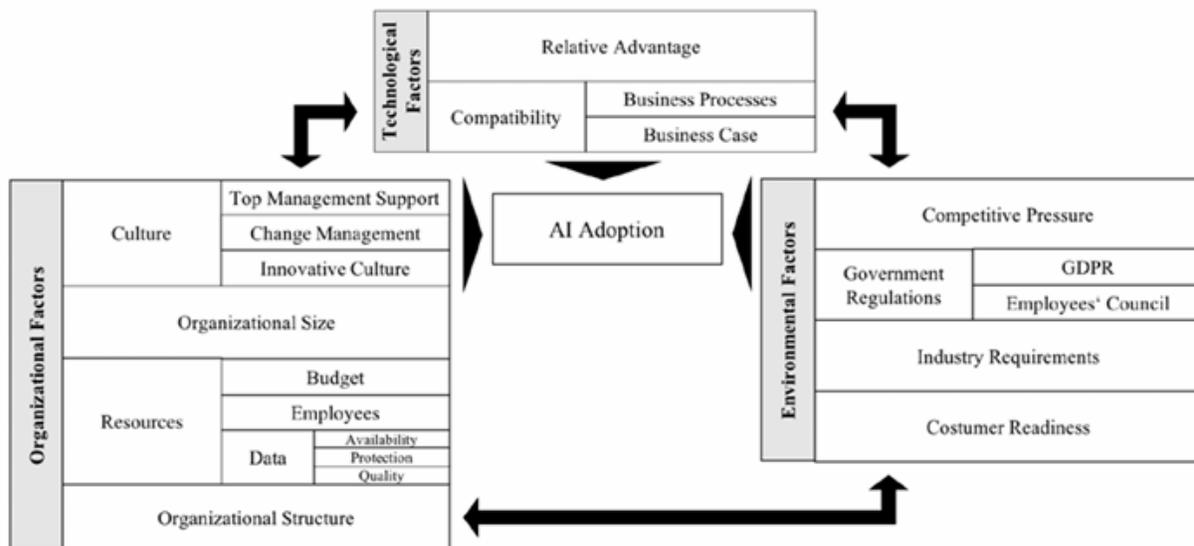 Technological
Factors
Relative Advantage
Compatibility
Business Processes
Business Case
AI Adoption
Organizational Factors
Culture
Top Management Support
Change Management
Innovative Culture
Organizational Size
Resources
Budget
Employees
Data
Availability
Protection
Quality
Organizational Structure
Environmental Factors
Competitive Pressure
Government
Regulations
GDPR
Employees‘ Council
Industry Requirements
Costumer Readiness